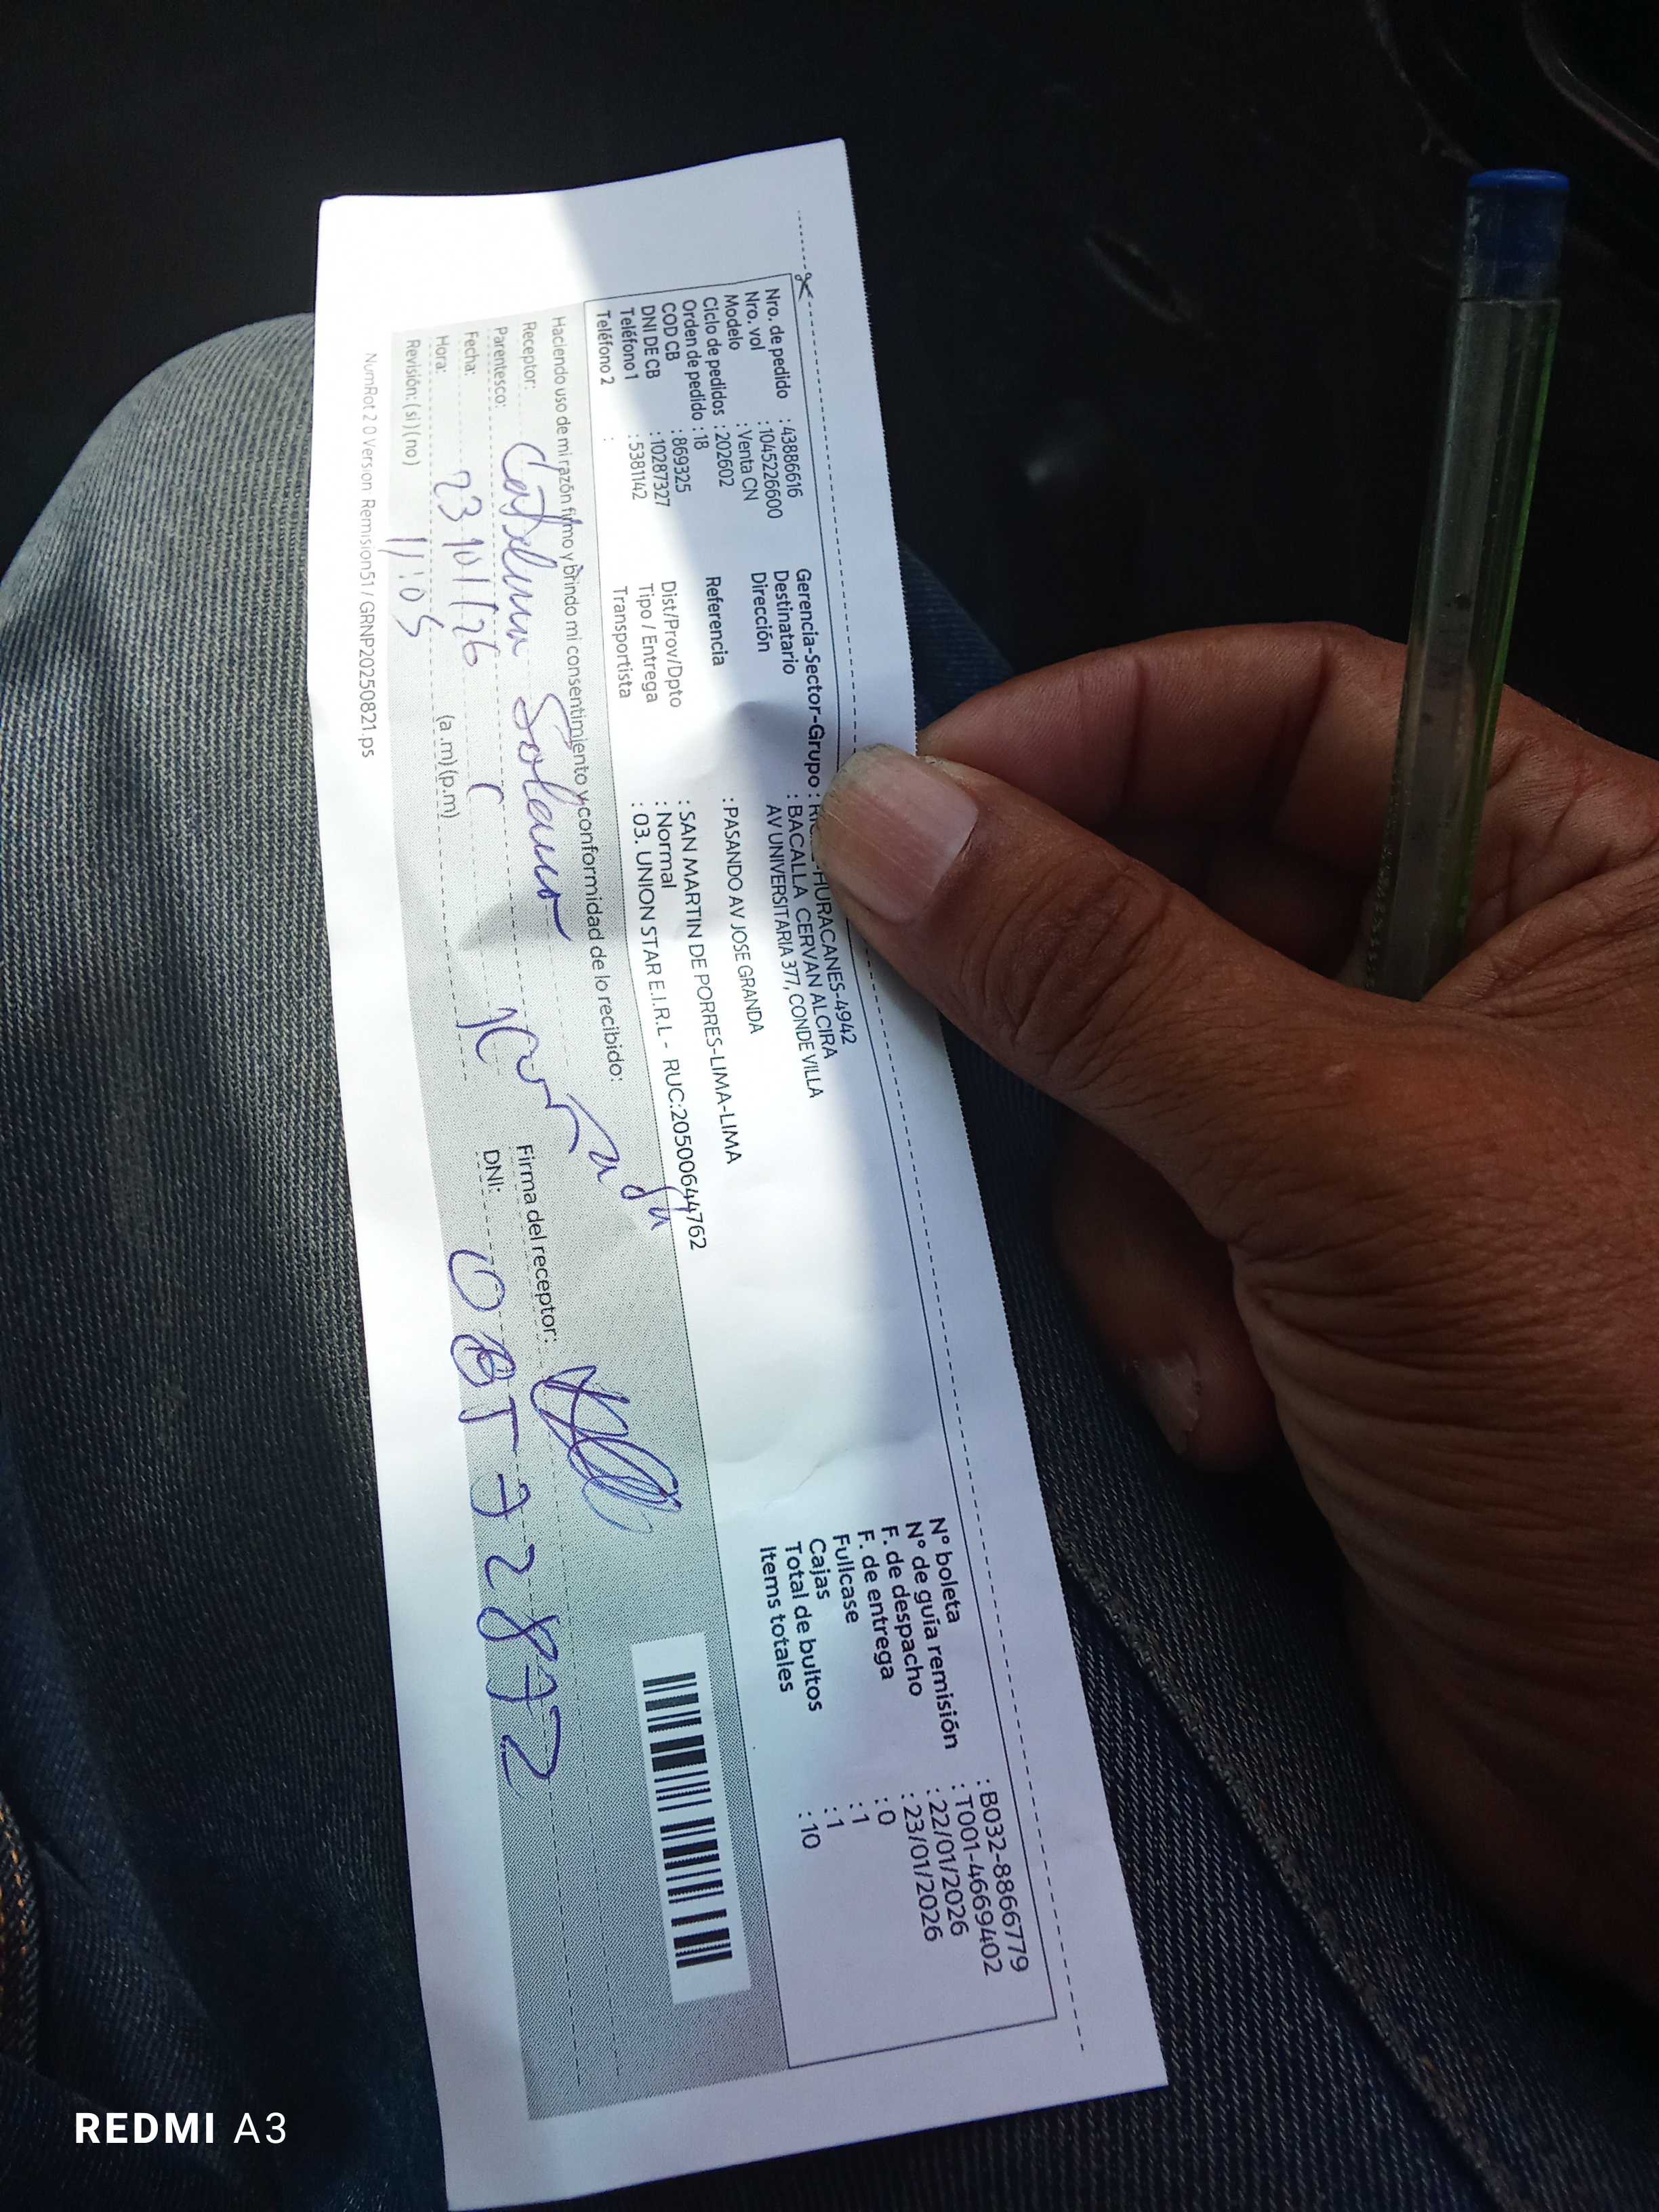 Nro. de pedido : 43886616
Nro. vol : 1045226600
Modelo : Venta CN
Ciclo de pedidos : 202602
Orden de pedido : 18
COD CB : 869325
DNI DE CB : 10287327
Teléfono 1 : 5381142
Teléfono 2 :
Gerencia-Sector-Grupo : HURACANES-4942
Destinatario : BACALLA CERVAN ALCIRA
Dirección AV UNIVERSITARIA 377, CONDE VILLA
Referencia : PASANDO AV JOSE GRANDA
Dist/Prov/Dpto : SAN MARTIN DE PORRES-LIMA-LIMA
Tipo / Entrega : Normal
Transportista : 03. UNION STAR E.I.R.L - RUC:20500644762
N° boleta : B032-8866779
N° de guía remisión : T001-4669402
F. de despacho : 22/01/2026
F. de entrega : 23/01/2026
Fullcase : 0
Cajas : 1
Total de bultos : 1
Items totales : 10
Haciendo uso de mi razón firmo y brindo mi consentimiento y conformidad de lo recibido:
Receptor: Solano
Parentesco:
Fecha: 23/01/26
Hora: 11:05 (a.m)(p.m)
Revisión:(si)(no)
Firma del receptor:
DNI:
NumRot 2 0 Version Remision51 / GRNP20250821.ps
REDMI A3